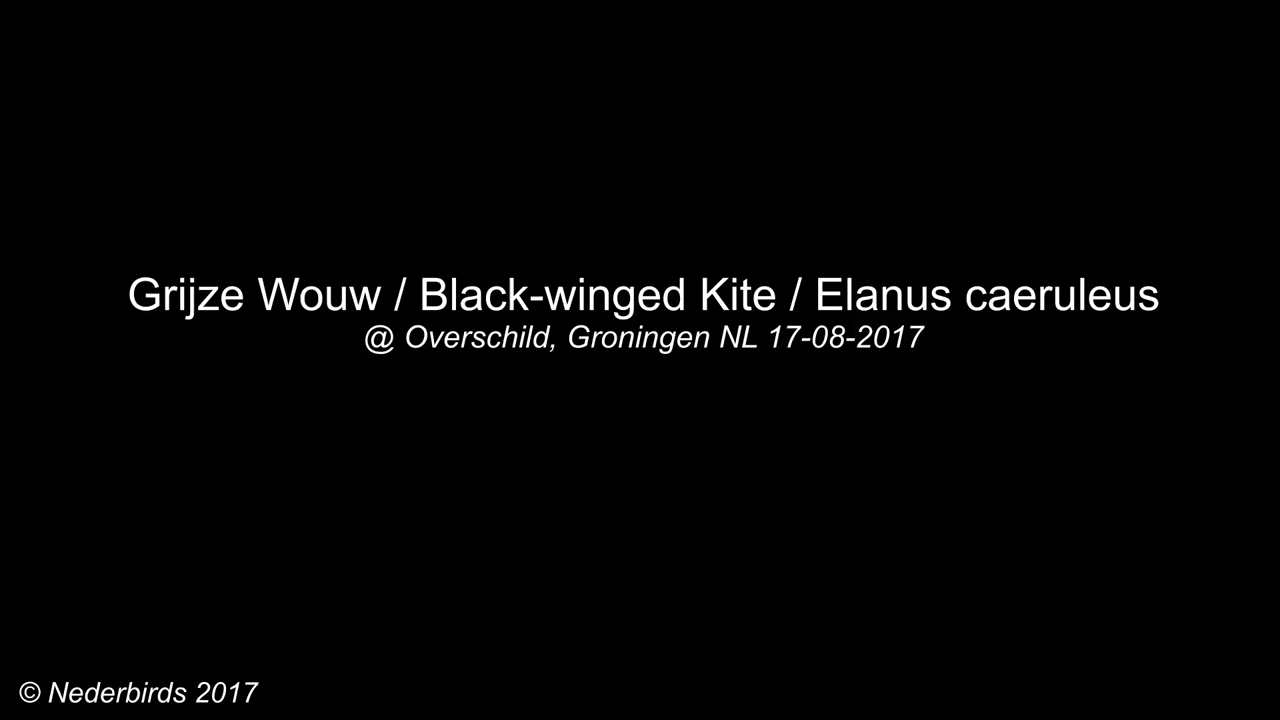 Grijze Wouw / Black-winged Kite / Elanus caeruleus
@ Overschild, Groningen NL 17-08-2017
© Nederbirds 2017